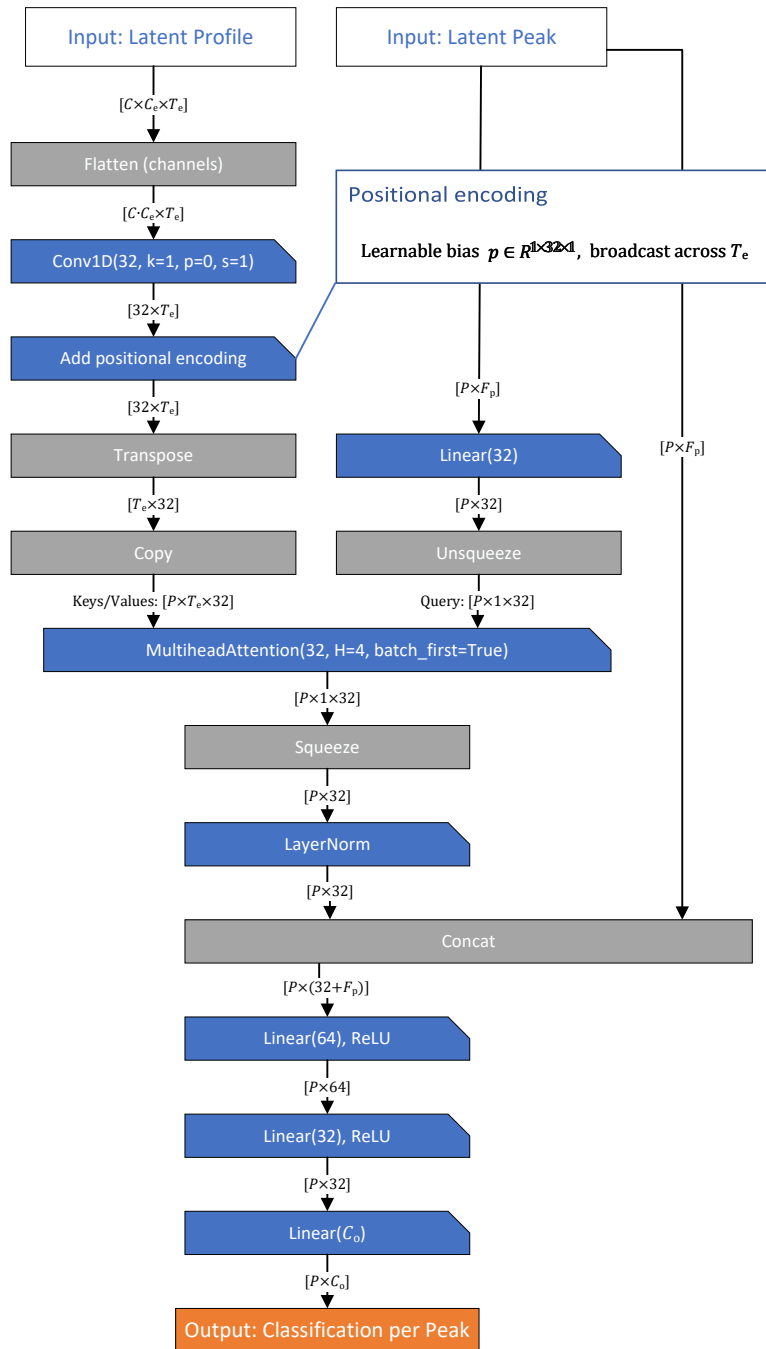 Input: Latent Profile
Input: Latent Peak
[C×Cₑ×Tₑ]
Flatten (channels)
[C·Cₑ×Tₑ]
Positional encoding
Learnable bias p ∈ R^{1×32×1}, broadcast across Tₑ
Conv1D(32, k=1, p=0, s=1)
[32×Tₑ]
Add positional encoding
[32×Tₑ]
[P×Fₚ]
Transpose
Linear(32)
[P×Fₚ]
[Tₑ×32]
[P×32]
Copy
Unsqueeze
Keys/Values: [P×Tₑ×32]
Query: [P×1×32]
MultiheadAttention(32, H=4, batch_first=True)
[P×1×32]
Squeeze
[P×32]
LayerNorm
[P×32]
Concat
[P×(32+Fₚ)]
Linear(64), ReLU
[P×64]
Linear(32), ReLU
[P×32]
Linear(Cₒ)
[P×Cₒ]
Output: Classification per Peak